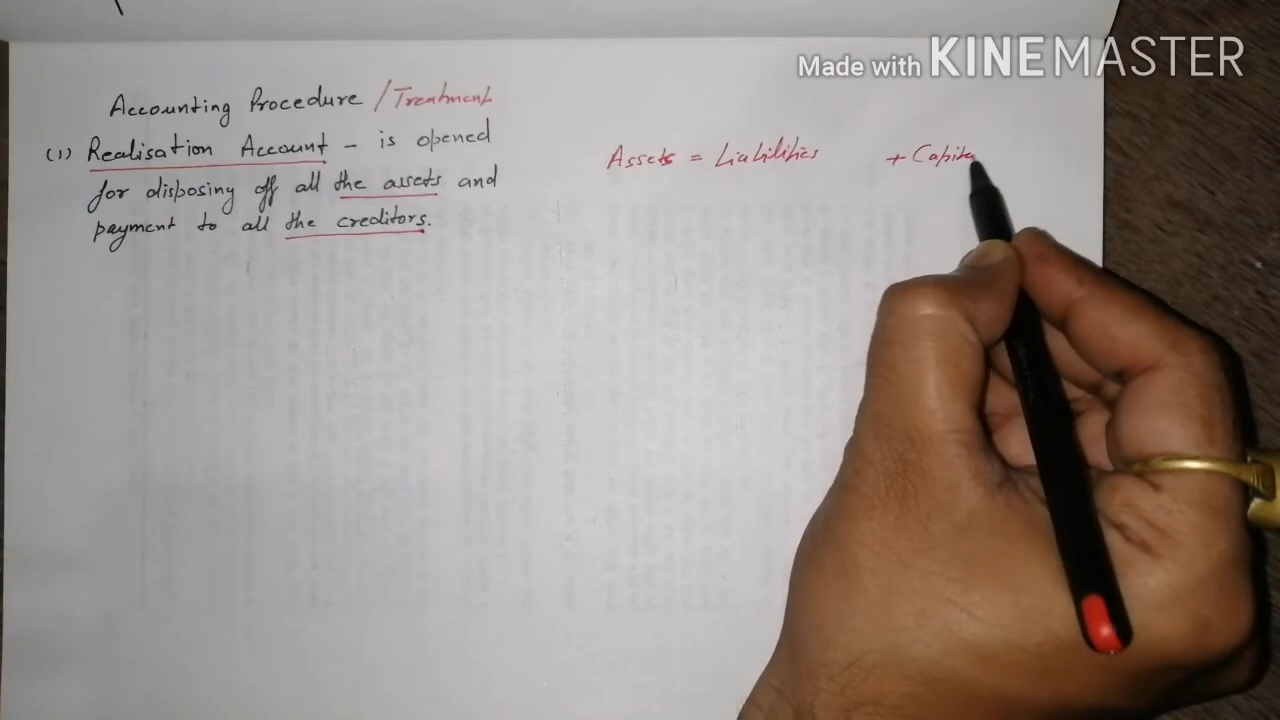 Made with KINEMASTER
Accounting Procedure / Treatment
(1) Realisation Account - is opened
for disposing off all the assets and
payment to all the creditors.
Assets = Liabilities + Capita